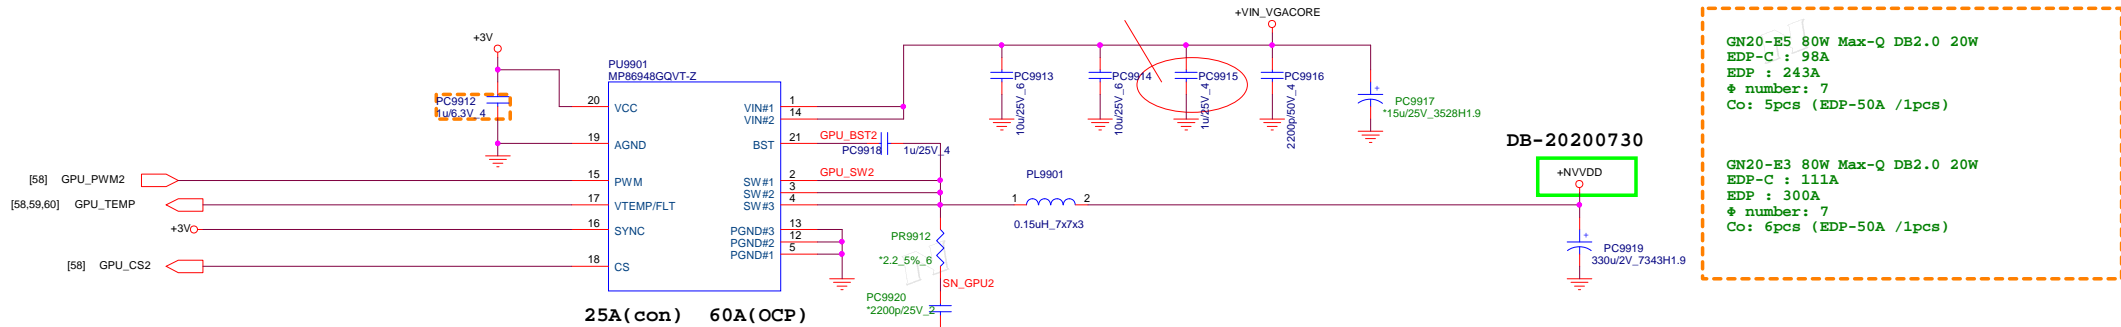 +VIN_VGACORE
+3V
PU9901
MP86948GQVT-Z
PC9912
1u/6.3V_4
20 VCC
19 AGND
15 PWM
17 VTEMP/FLT
16 SYNC
18 CS
VIN#1 1
VIN#2 14
BST 21
SW#1 2
SW#2 3
SW#3 4
PGND#3 13
PGND#2 12
PGND#1 5
[58] GPU_PWM2
[58,59,60] GPU_TEMP
+3V
[58] GPU_CS2
25A(con) 60A(OCP)
GPU_BST2
PC9918 1u/25V_4
GPU_SW2
PC9913
10u/25V_6
PC9914
10u/25V_6
PC9915
1u/25V_4
PC9916
2200p/50V_4
PC9917
*15u/25V_3528H1.9
PL9901
1 2
0.15uH_7x7x3
PR9912
*2.2_5%_6
SN_GPU2
PC9920
*2200p/25V_2
DB-20200730
+NVVDD
PC9919
330u/2V_7343H1.9
GN20-E5 80W Max-Q DB2.0 20W
EDP-C : 98A
EDP : 243A
Φ number: 7
Co: 5pcs (EDP-50A /1pcs)
GN20-E3 80W Max-Q DB2.0 20W
EDP-C : 111A
EDP : 300A
Φ number: 7
Co: 6pcs (EDP-50A /1pcs)